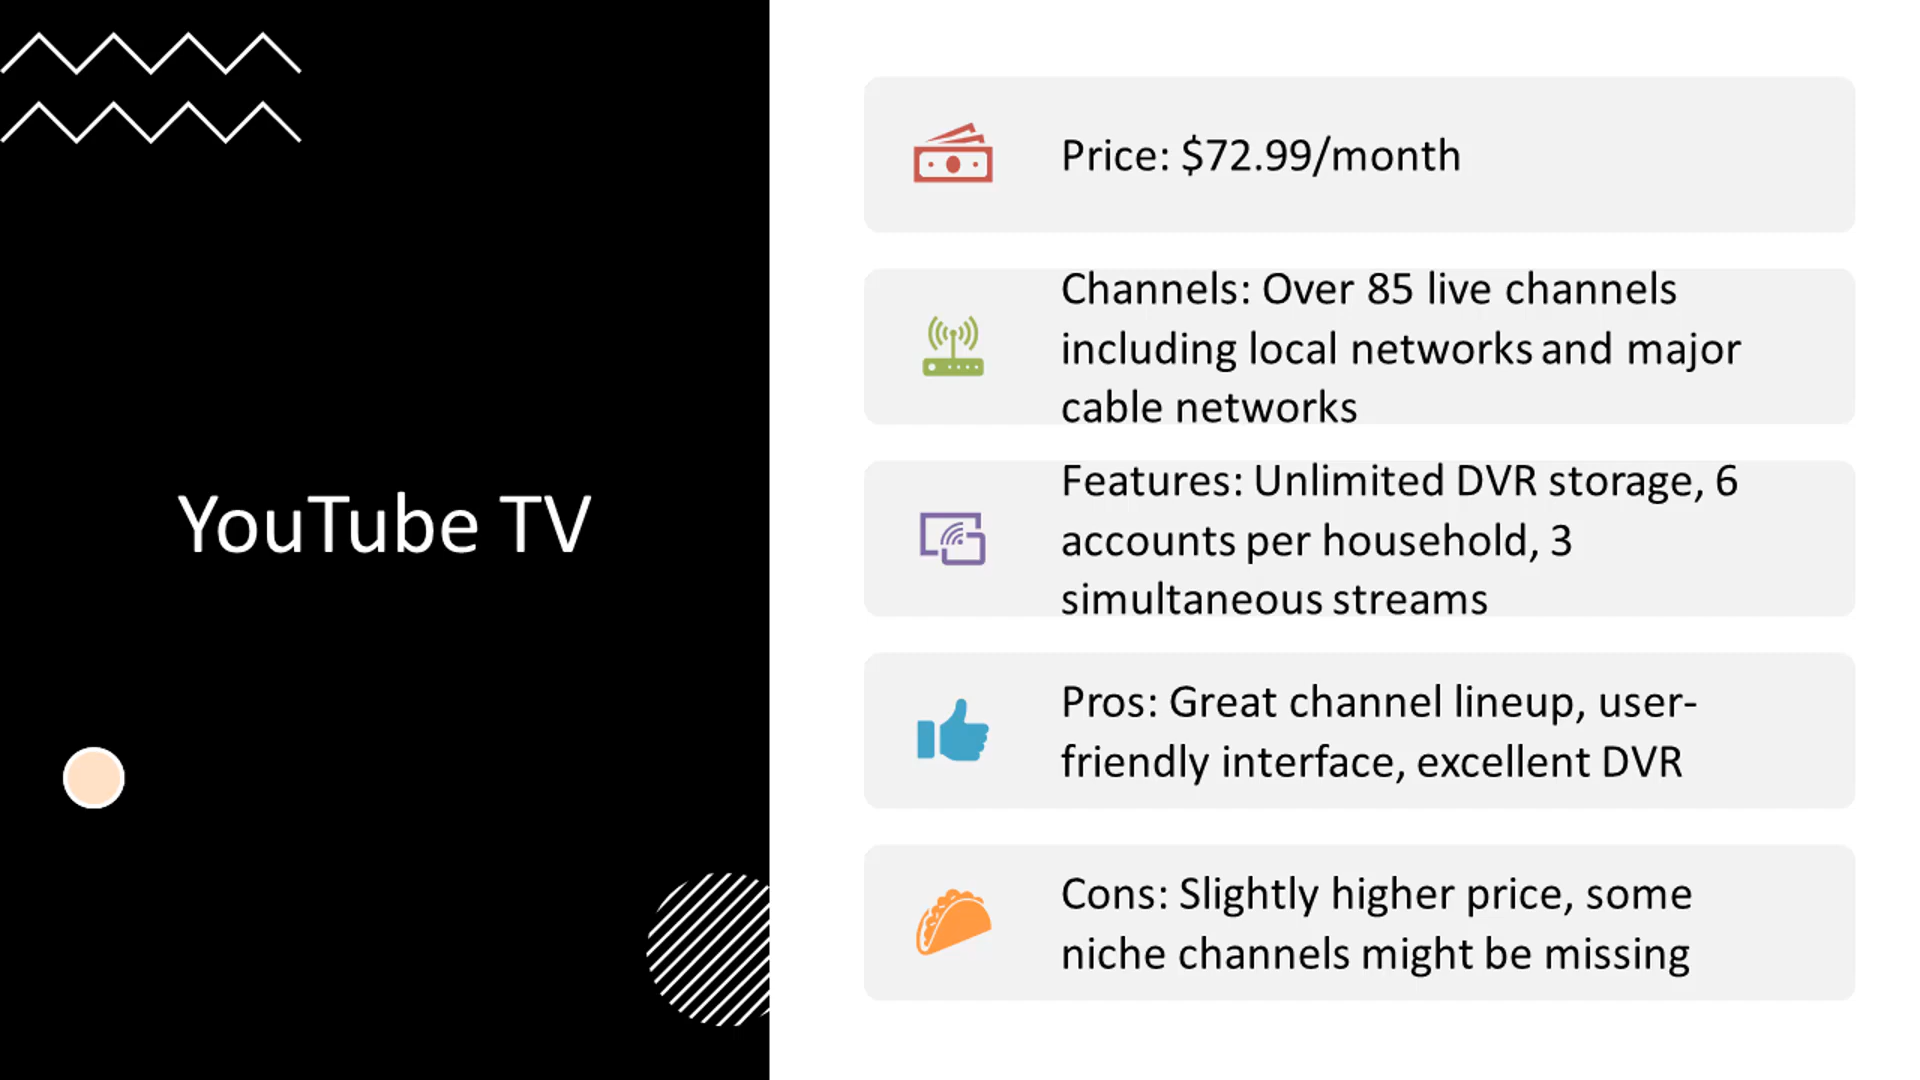 YouTube TV
Price: $72.99/month
Channels: Over 85 live channels
including local networks and major
cable networks
Features: Unlimited DVR storage, 6
accounts per household, 3
simultaneous streams
Pros: Great channel lineup, user-
friendly interface, excellent DVR
Cons: Slightly higher price, some
niche channels might be missing